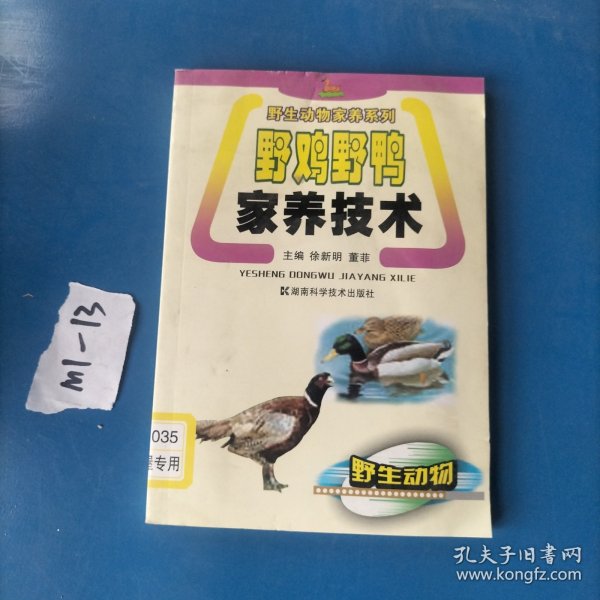 野生动物家养系列
野鸡野鸭
家养技术
主编 徐新明 董菲
YESHENG DONGWU JIAYANG XILIE
湖南科学技术出版社
m1-13
035
专用
野生动物
孔夫子旧书网
www.kongfz.com